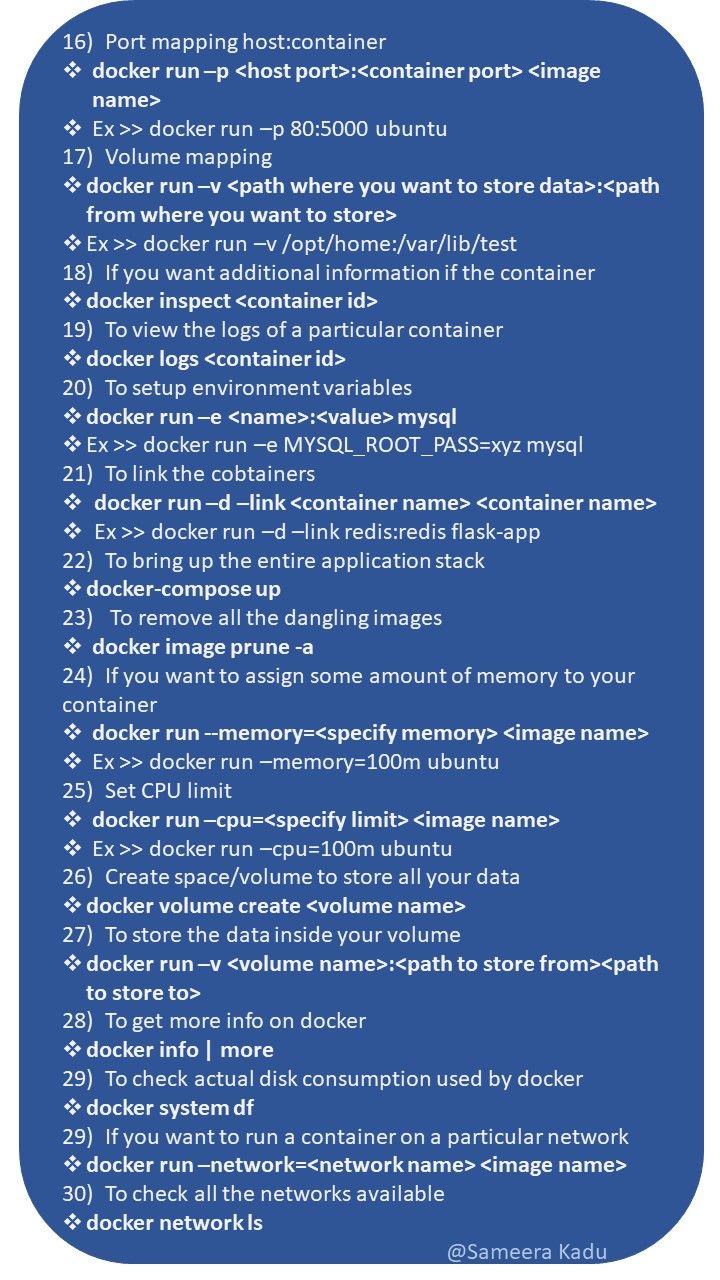 16) Port mapping host:container
❖ docker run –p <host port>:<container port> <image
name>
❖ Ex >> docker run –p 80:5000 ubuntu
17) Volume mapping
❖ docker run –v <path where you want to store data>:<path
from where you want to store>
❖ Ex >> docker run –v /opt/home:/var/lib/test
18) If you want additional information if the container
❖ docker inspect <container id>
19) To view the logs of a particular container
❖ docker logs <container id>
20) To setup environment variables
❖ docker run –e <name>:<value> mysql
❖ Ex >> docker run –e MYSQL_ROOT_PASS=xyz mysql
21) To link the cobtainers
❖ docker run –d –link <container name> <container name>
❖ Ex >> docker run –d –link redis:redis flask-app
22) To bring up the entire application stack
❖ docker-compose up
23) To remove all the dangling images
❖ docker image prune -a
24) If you want to assign some amount of memory to your
container
❖ docker run --memory=<specify memory> <image name>
❖ Ex >> docker run –memory=100m ubuntu
25) Set CPU limit
❖ docker run –cpu=<specify limit> <image name>
❖ Ex >> docker run –cpu=100m ubuntu
26) Create space/volume to store all your data
❖ docker volume create <volume name>
27) To store the data inside your volume
❖ docker run –v <volume name>:<path to store from><path
to store to>
28) To get more info on docker
❖ docker info | more
29) To check actual disk consumption used by docker
❖ docker system df
29) If you want to run a container on a particular network
❖ docker run –network=<network name> <image name>
30) To check all the networks available
❖ docker network ls
@Sameera Kadu